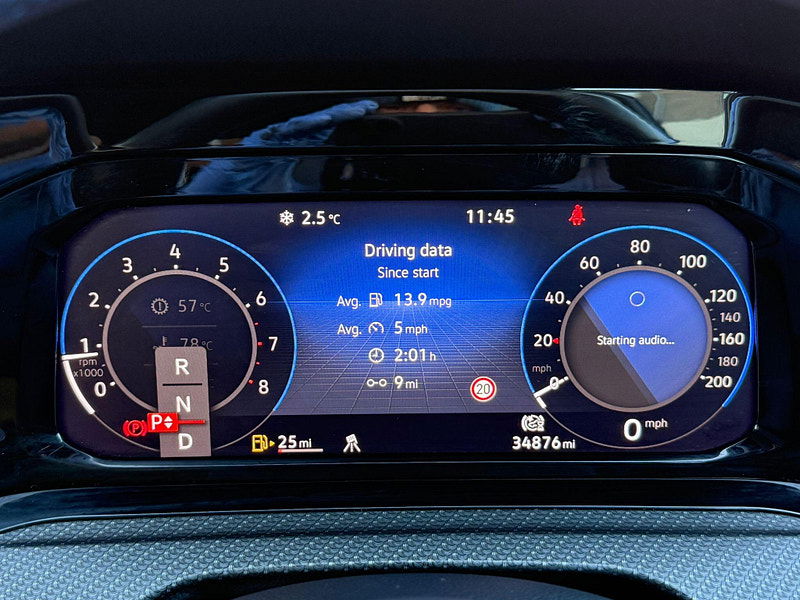 2.5°C
11:45
Driving data
Since start
Avg. 13.9 mpg
Avg. 5 mph
2:01 h
9 mi
20
0
1
2
3
4
5
6
7
8
rpm
x1000
57°C
78°C
R
N
D
P
(P)
25 mi
0
20
40
60
80
100
120
140
160
180
200
mph
Starting audio...
0 mph
34876 mi